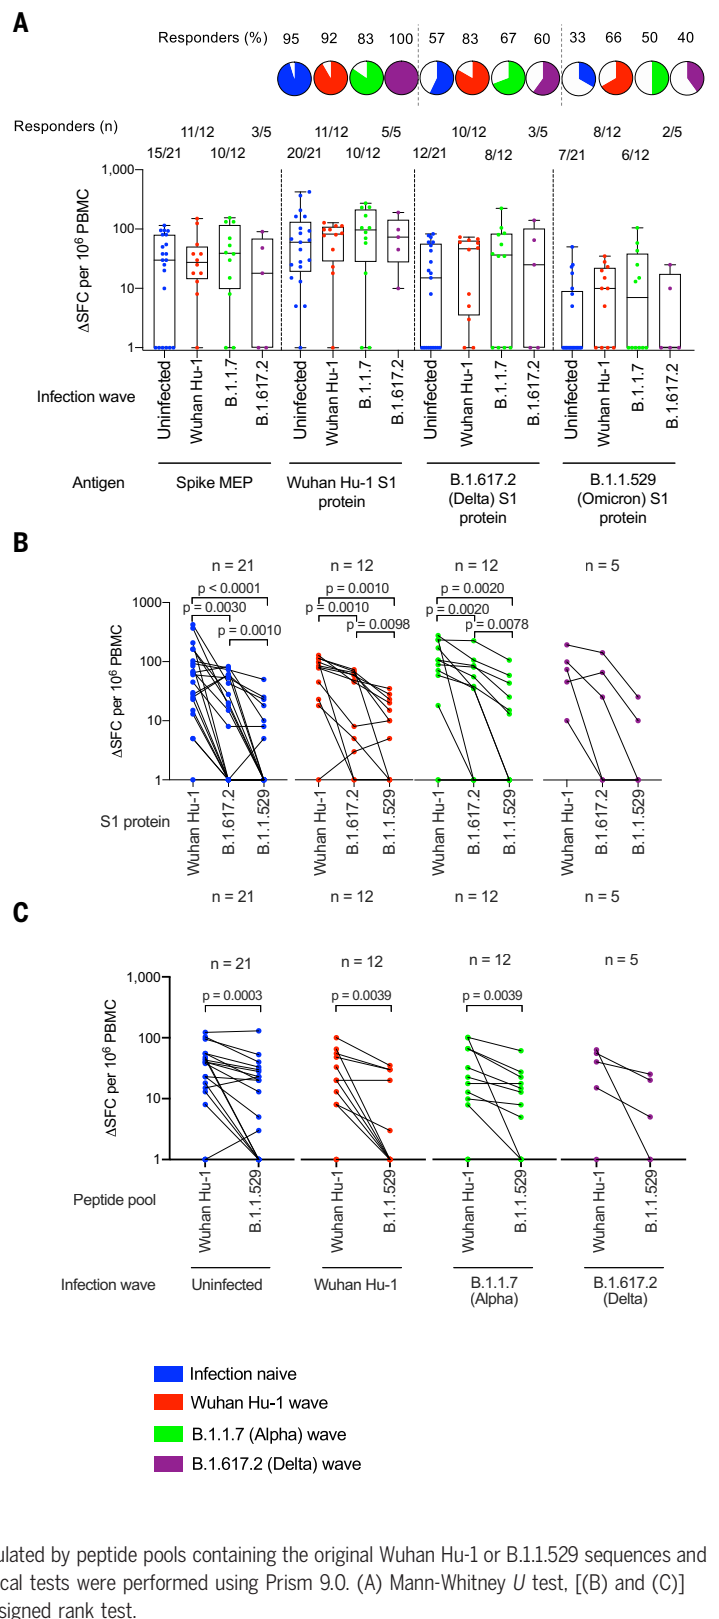 A
Responders (%)
95 92 83 100 57 83 67 60 33 66 50 40
Responders (n)
11/12 3/5 11/12 5/5 10/12 3/5 8/12 2/5
15/21 10/12 20/21 10/12 12/21 8/12 7/21 6/12
1,000
100
10
1
ΔSFC per 10⁶ PBMC
Infection wave
Uninfected Wuhan Hu-1 B.1.1.7 B.1.617.2 Uninfected Wuhan Hu-1 B.1.1.7 B.1.617.2 Uninfected Wuhan Hu-1 B.1.1.7 B.1.617.2 Uninfected Wuhan Hu-1 B.1.1.7 B.1.617.2
Antigen
Spike MEP
Wuhan Hu-1 S1
protein
B.1.617.2
(Delta) S1
protein
B.1.1.529
(Omicron) S1
protein
B
n = 21 n = 12 n = 12 n = 5
p < 0.0001 p = 0.0010 p = 0.0020
p = 0.0030 p = 0.0010 p = 0.0020
p = 0.0010 p = 0.0098 p = 0.0078
1000
100
10
1
ΔSFC per 10⁶ PBMC
S1 protein
Wuhan Hu-1 B.1.617.2 B.1.1.529 Wuhan Hu-1 B.1.617.2 B.1.1.529 Wuhan Hu-1 B.1.617.2 B.1.1.529 Wuhan Hu-1 B.1.617.2 B.1.1.529
n = 21 n = 12 n = 12 n = 5
C
n = 21 n = 12 n = 12 n = 5
p = 0.0003 p = 0.0039 p = 0.0039
1,000
100
10
1
ΔSFC per 10⁶ PBMC
Peptide pool
Wuhan Hu-1 B.1.1.529 Wuhan Hu-1 B.1.1.529 Wuhan Hu-1 B.1.1.529 Wuhan Hu-1 B.1.1.529
Infection wave
Uninfected
Wuhan Hu-1
B.1.1.7
(Alpha)
B.1.617.2
(Delta)
Infection naive
Wuhan Hu-1 wave
B.1.1.7 (Alpha) wave
B.1.617.2 (Delta) wave
ulated by peptide pools containing the original Wuhan Hu-1 or B.1.1.529 sequences and
cal tests were performed using Prism 9.0. (A) Mann-Whitney U test, [(B) and (C)]
signed rank test.